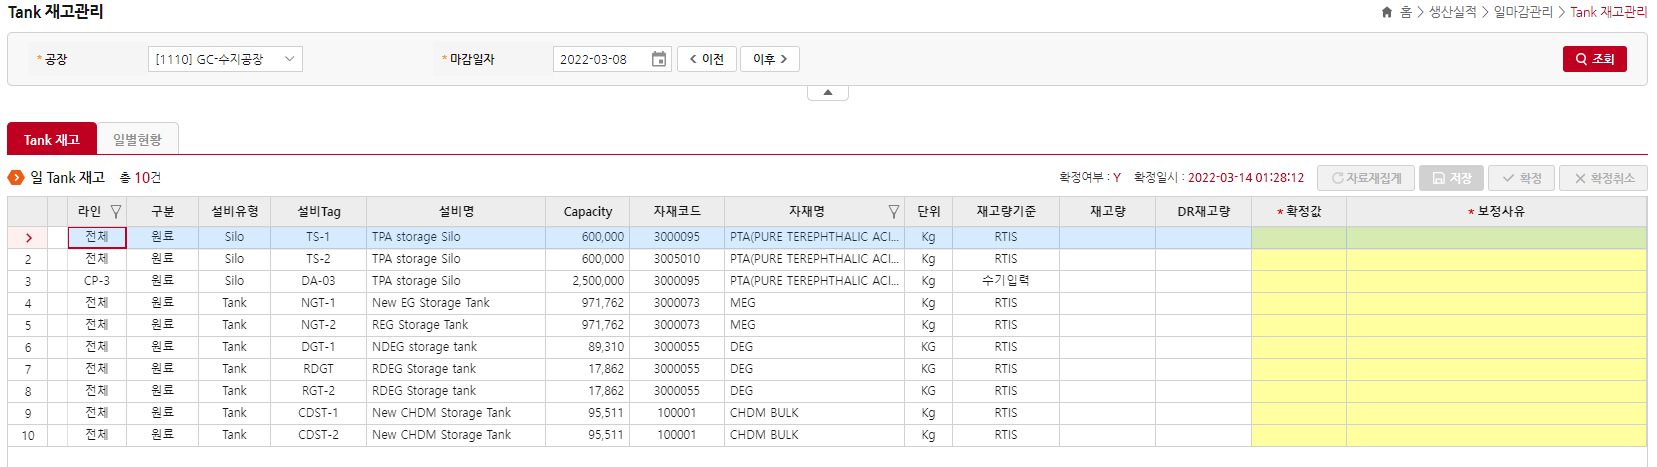 Tank 재고관리
홈 > 생산실적 > 일마감관리 > Tank 재고관리
* 공장 [1110] GC-수지공장 * 마감일자 2022-03-08 < 이전 이후 > 조회
Tank 재고 일별현황
일 Tank 재고 총 10건 확정여부 : Y 확정일시 : 2022-03-14 01:28:12 자료재집계 저장 확정 확정취소
라인 구분 설비유형 설비Tag 설비명 Capacity 자재코드 자재명 단위 재고량기준 재고량 DR재고량 * 확정값 * 보정사유
> 전체 원료 Silo TS-1 TPA storage Silo 600,000 3000095 PTA(PURE TEREPHTHALIC ACI... Kg RTIS
2 전체 원료 Silo TS-2 TPA storage Silo 600,000 3005010 PTA(PURE TEREPHTHALIC ACI... Kg RTIS
3 CP-3 원료 Silo DA-03 TPA storage Silo 2,500,000 3000095 PTA(PURE TEREPHTHALIC ACI... Kg 수기입력
4 전체 원료 Tank NGT-1 New EG Storage Tank 971,762 3000073 MEG Kg RTIS
5 전체 원료 Tank NGT-2 REG Storage Tank 971,762 3000073 MEG Kg RTIS
6 전체 원료 Tank DGT-1 NDEG storage tank 89,310 3000055 DEG KG RTIS
7 전체 원료 Tank RDGT RDEG Storage tank 17,862 3000055 DEG KG RTIS
8 전체 원료 Tank RGT-2 RDEG Storage tank 17,862 3000055 DEG KG RTIS
9 전체 원료 Tank CDST-1 New CHDM Storage Tank 95,511 100001 CHDM BULK Kg RTIS
10 전체 원료 Tank CDST-2 New CHDM Storage Tank 95,511 100001 CHDM BULK Kg RTIS